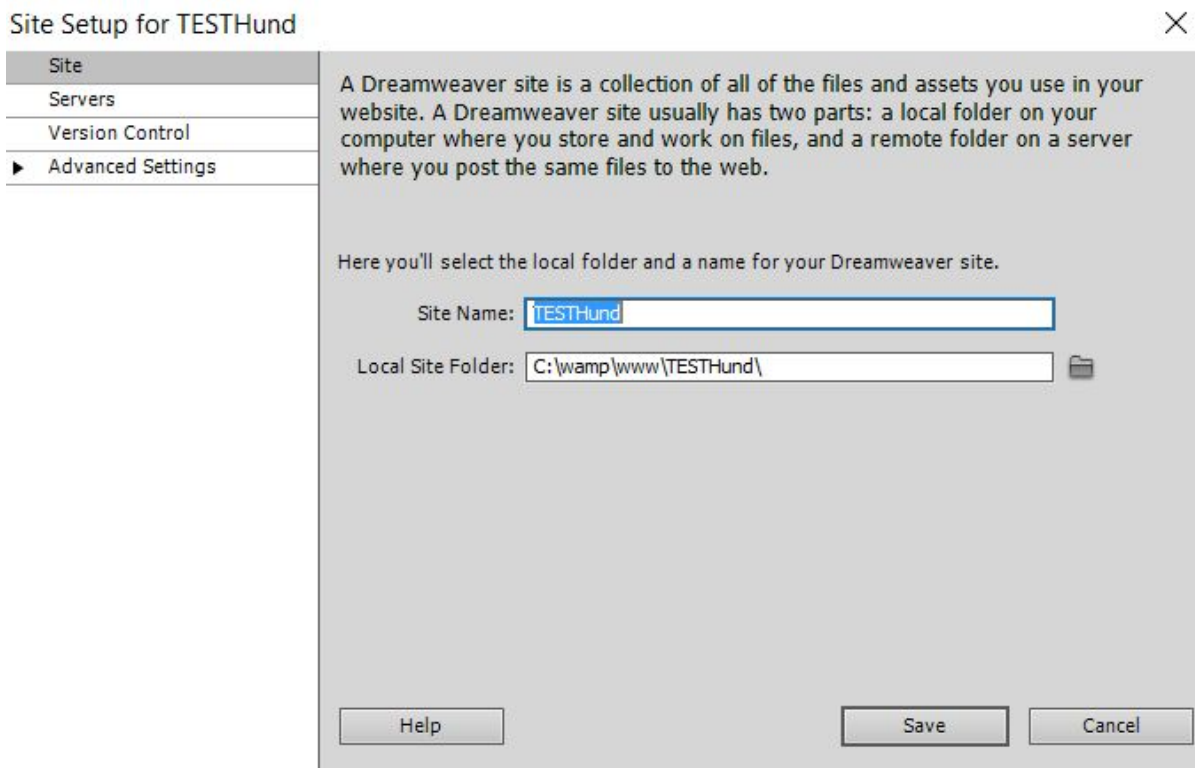 Site Setup for TESTHund
Site
Servers
Version Control
Advanced Settings
A Dreamweaver site is a collection of all of the files and assets you use in your
website. A Dreamweaver site usually has two parts: a local folder on your
computer where you store and work on files, and a remote folder on a server
where you post the same files to the web.
Here you'll select the local folder and a name for your Dreamweaver site.
Site Name: TESTHund
Local Site Folder: C:\wamp\www\TESTHund\
Help Save Cancel